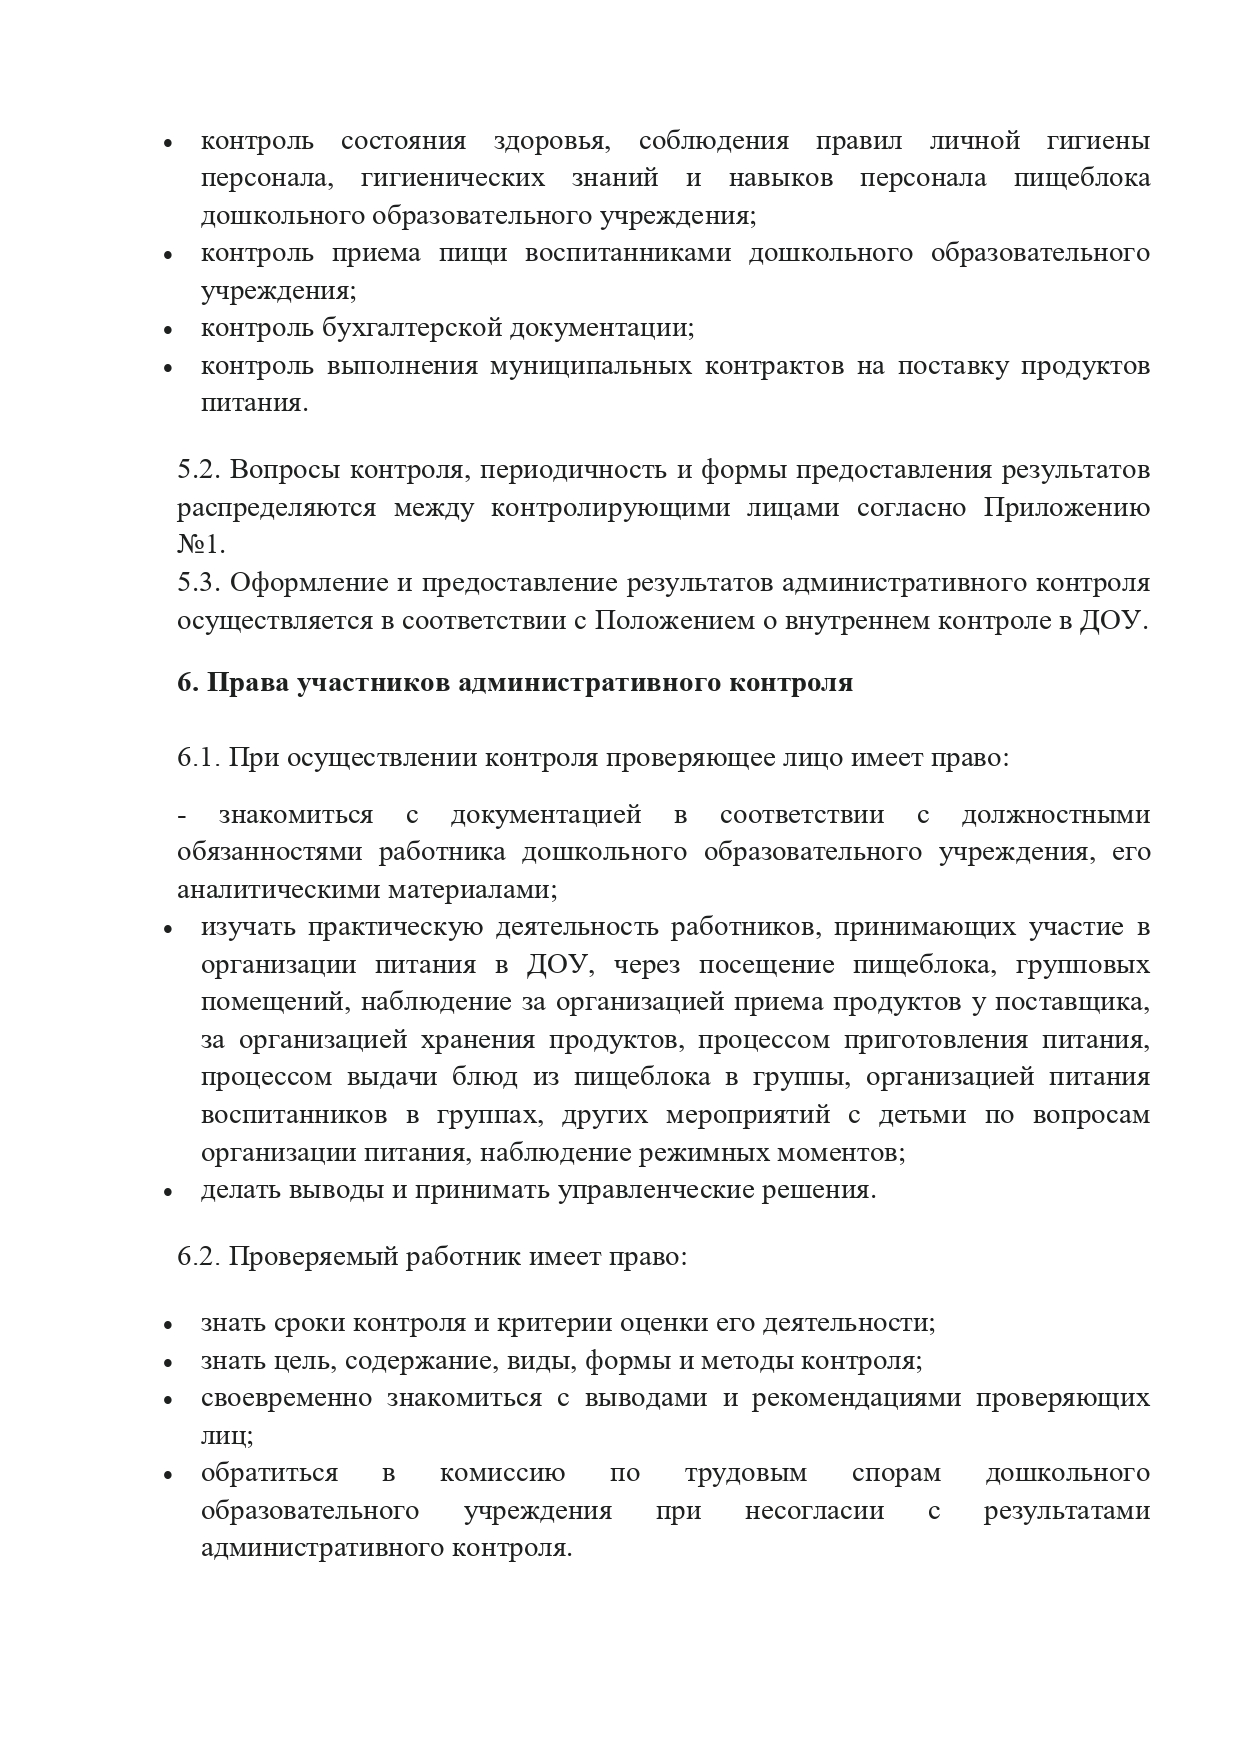 • контроль состояния здоровья, соблюдения правил личной гигиены
персонала, гигиенических знаний и навыков персонала пищеблока
дошкольного образовательного учреждения;
• контроль приема пищи воспитанниками дошкольного образовательного
учреждения;
• контроль бухгалтерской документации;
• контроль выполнения муниципальных контрактов на поставку продуктов
питания.
5.2. Вопросы контроля, периодичность и формы предоставления результатов
распределяются между контролирующими лицами согласно Приложению
№1.
5.3. Оформление и предоставление результатов административного контроля
осуществляется в соответствии с Положением о внутреннем контроле в ДОУ.
6. Права участников административного контроля
6.1. При осуществлении контроля проверяющее лицо имеет право:
- знакомиться с документацией в соответствии с должностными
обязанностями работника дошкольного образовательного учреждения, его
аналитическими материалами;
• изучать практическую деятельность работников, принимающих участие в
организации питания в ДОУ, через посещение пищеблока, групповых
помещений, наблюдение за организацией приема продуктов у поставщика,
за организацией хранения продуктов, процессом приготовления питания,
процессом выдачи блюд из пищеблока в группы, организацией питания
воспитанников в группах, других мероприятий с детьми по вопросам
организации питания, наблюдение режимных моментов;
• делать выводы и принимать управленческие решения.
6.2. Проверяемый работник имеет право:
• знать сроки контроля и критерии оценки его деятельности;
• знать цель, содержание, виды, формы и методы контроля;
• своевременно знакомиться с выводами и рекомендациями проверяющих
лиц;
• обратиться в комиссию по трудовым спорам дошкольного
образовательного учреждения при несогласии с результатами
административного контроля.